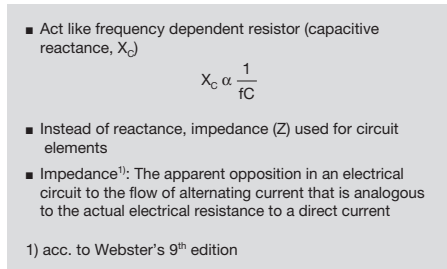 ■ Act like frequency dependent resistor (capacitive
reactance, X_C)
X_C α 1/fC
■ Instead of reactance, impedance (Z) used for circuit
elements
■ Impedance¹⁾: The apparent opposition in an electrical
circuit to the flow of alternating current that is analogous
to the actual electrical resistance to a direct current
1) acc. to Webster's 9ᵗʰ edition